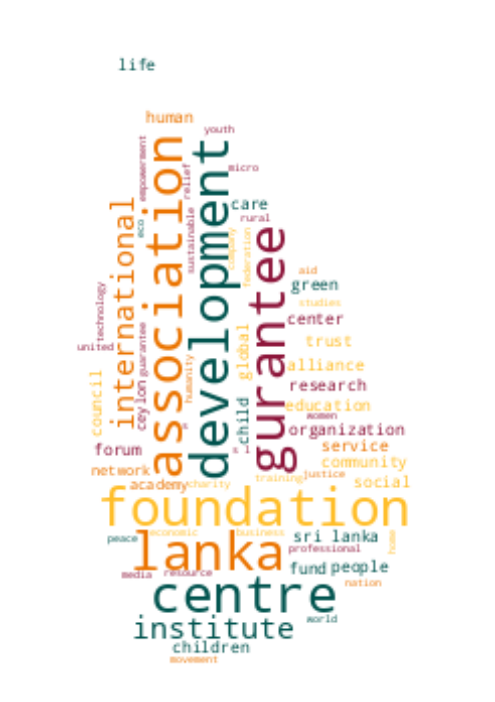 life
human
youth
empowerment
association
development
micro
relief
care
rural
international
eco
sustainable
company
federation
gurantee
aid
green
studies
technology
center
united
guarantee
global
trust
humanity
alliance
council
ceylon
research
child
education
women
organization
forum
service
s l
community
network
justice
academy
charity
training
social
foundation
economic
business
peace
lanka
sri lanka
home
professional
media
resource
fund
people
nation
centre
institute
world
children
movement